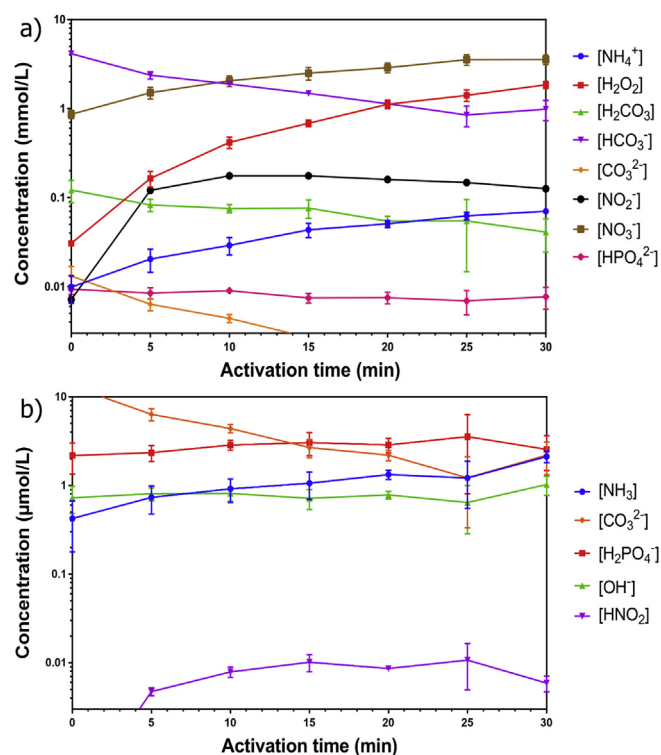 a)
Concentration (mmol/L)
10
1
0.1
0.01
0 5 10 15 20 25 30
Activation time (min)
[NH₄⁺]
[H₂O₂]
[H₂CO₃]
[HCO₃⁻]
[CO₃²⁻]
[NO₂⁻]
[NO₃⁻]
[HPO₄²⁻]
b)
Concentration (µmol/L)
10
1
0.1
0.01
0 5 10 15 20 25 30
Activation time (min)
[NH₃]
[CO₃²⁻]
[H₂PO₄⁻]
[OH⁻]
[HNO₂]